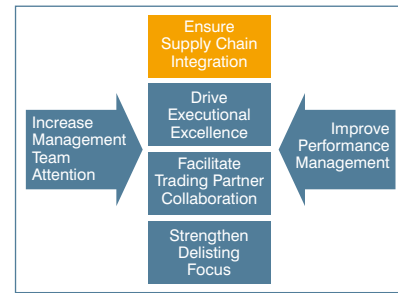 Ensure
Supply Chain
Integration
Drive
Executional
Excellence
Increase
Management
Team
Attention
Improve
Performance
Management
Facilitate
Trading Partner
Collaboration
Strengthen
Delisting
Focus